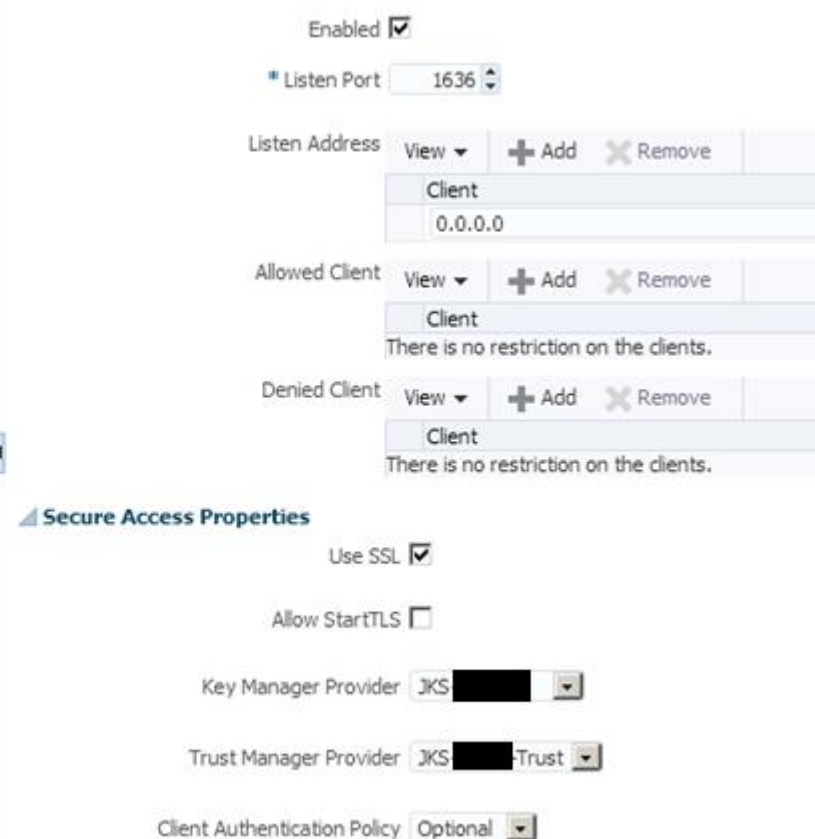 Enabled
* Listen Port 1636
Listen Address View Add Remove
Client
0.0.0.0
Allowed Client View Add Remove
Client
There is no restriction on the clients.
Denied Client View Add Remove
Client
There is no restriction on the clients.
Secure Access Properties
Use SSL
Allow StartTLS
Key Manager Provider JKS-
Trust Manager Provider JKS- -Trust
Client Authentication Policy Optional